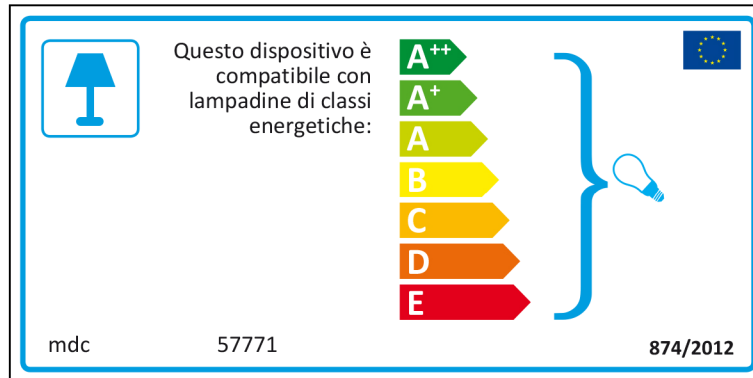 Questo dispositivo è
compatibile con
lampadine di classi
energetiche:
A++
A+
A
B
C
D
E
mdc 57771 874/2012